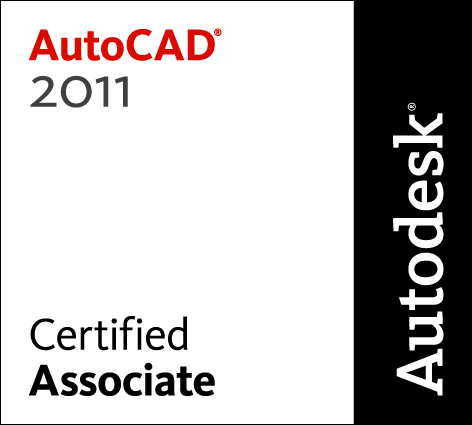 AutoCAD®
2011
Certified
Associate
Autodesk®